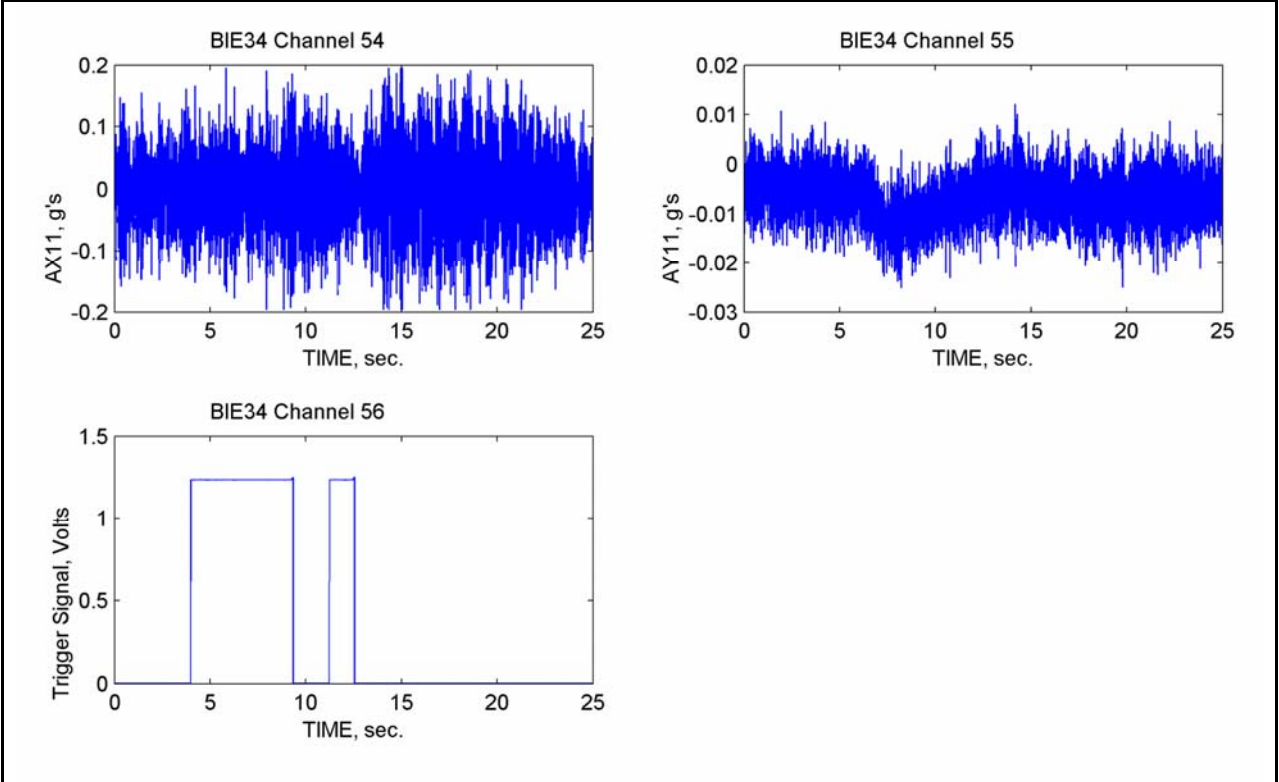 BIE34 Channel 54
0.2
0.1
0
-0.1
-0.2
AX11, g's
0 5 10 15 20 25
TIME, sec.
BIE34 Channel 55
0.02
0.01
0
-0.01
-0.02
-0.03
AY11, g's
0 5 10 15 20 25
TIME, sec.
BIE34 Channel 56
1.5
1
0.5
0
Trigger Signal, Volts
0 5 10 15 20 25
TIME, sec.